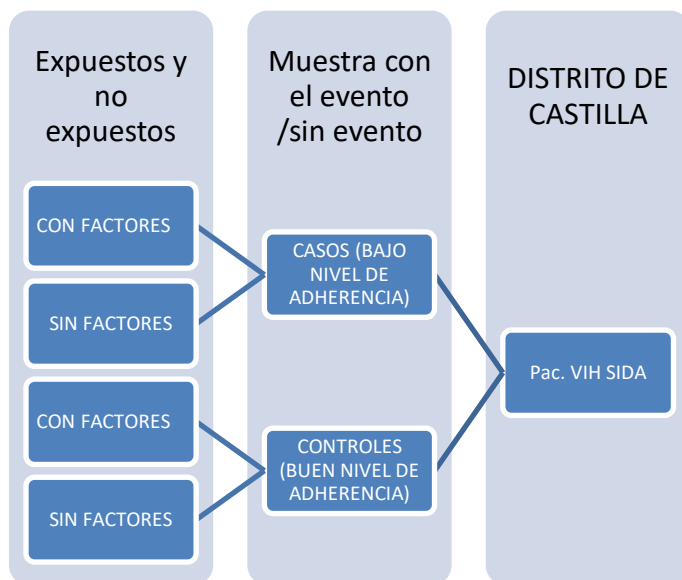 Expuestos y
no
expuestos
CON FACTORES
SIN FACTORES
CON FACTORES
SIN FACTORES
Muestra con
el evento
/sin evento
CASOS (BAJO
NIVEL DE
ADHERENCIA)
CONTROLES
(BUEN NIVEL DE
ADHERENCIA)
DISTRITO DE
CASTILLA
Pac. VIH SIDA